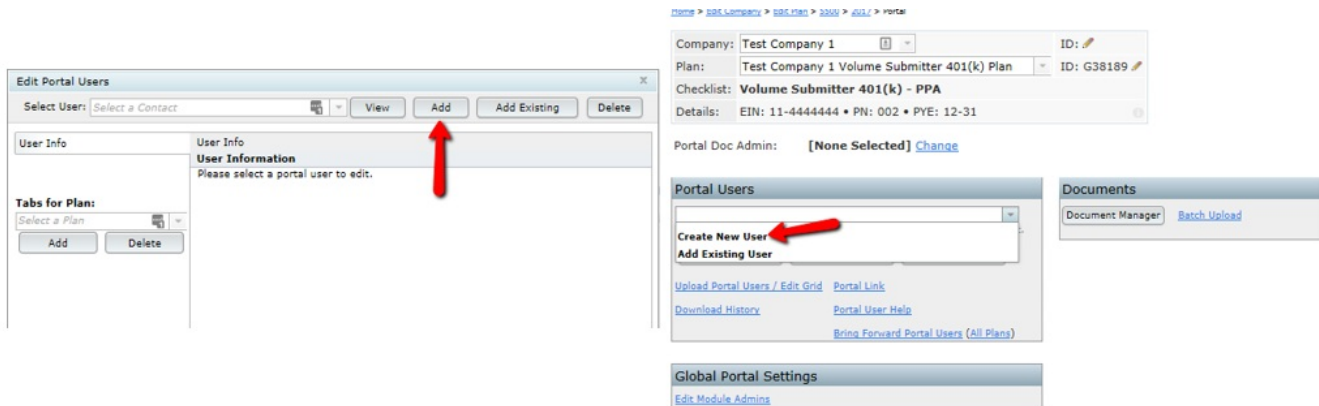 Edit Portal Users
X
Select User: Select a Contact
View
Add
Add Existing
Delete
User Info
Tabs for Plan:
Select a Plan
Add
Delete
User Info
User Information
Please select a portal user to edit.
Home > Edit Company > Edit Plan > 5500 > 2017 > Portal
Company: Test Company 1
ID:
Plan: Test Company 1 Volume Submitter 401(k) Plan
ID: G38189
Checklist: Volume Submitter 401(k) - PPA
Details: EIN: 11-4444444 • PN: 002 • PYE: 12-31
Portal Doc Admin: [None Selected] Change
Portal Users
Create New User
Add Existing User
Upload Portal Users / Edit Grid Portal Link
Download History Portal User Help
Bring Forward Portal Users (All Plans)
Documents
Document Manager Batch Upload
Global Portal Settings
Edit Module Admins